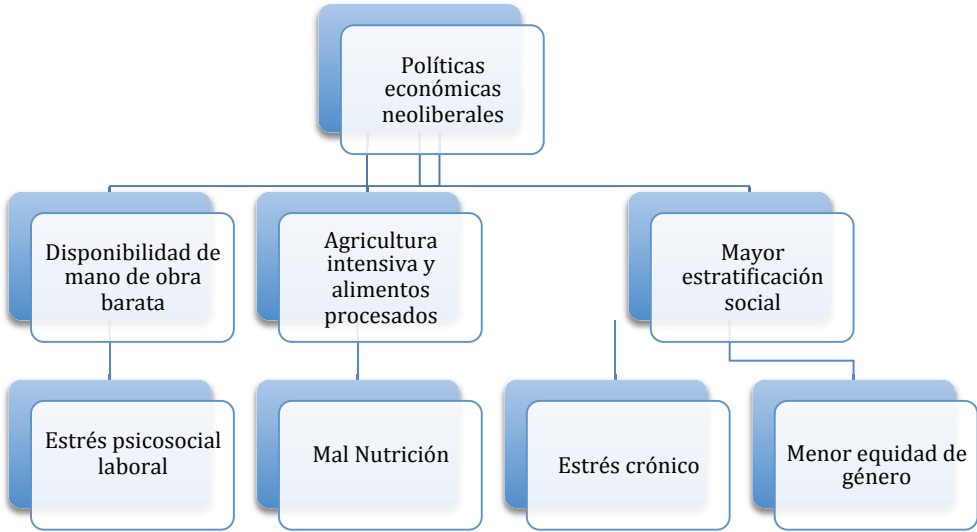 Políticas
económicas
neoliberales
Disponibilidad de
mano de obra
barata
Agricultura
intensiva y
alimentos
procesados
Mayor
estratificación
social
Estrés psicosocial
laboral
Mal Nutrición
Estrés crónico
Menor equidad de
género